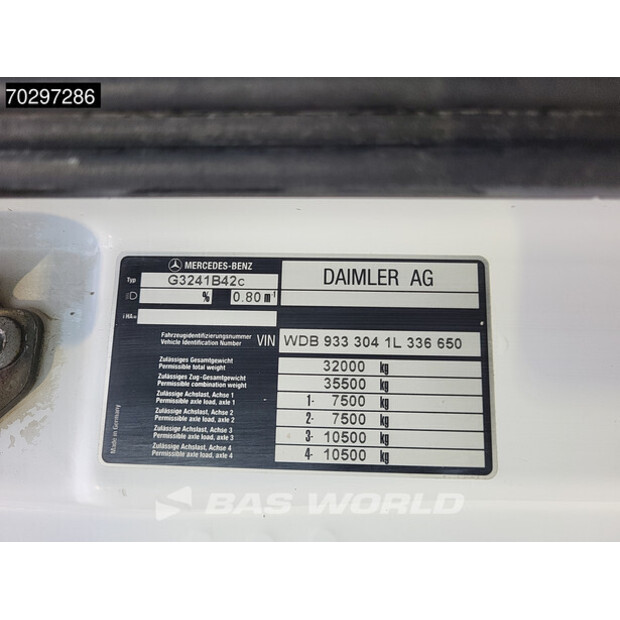 70297286
MERCEDES-BENZ
Typ G3241B42c
DAIMLER AG
% 0.80 m
Fahrzeugidentifizierungsnummer
Vehicle Identification Number VIN WDB 933 304 1L 336 650
Zulässiges Gesamtgewicht
Permissible total weight 32000 kg
Zulässiges Zug-Gesamtgewicht
Permissible combination weight 35500 kg
Zulässige Achslast, Achse 1
Permissible axle load, axle 1 1- 7500 kg
Zulässige Achslast, Achse 2
Permissible axle load, axle 2 2- 7500 kg
Zulässige Achslast, Achse 3
Permissible axle load, axle 3 3- 10500 kg
Zulässige Achslast, Achse 4
Permissible axle load, axle 4 4- 10500 kg
Made in Germany
BAS WORLD